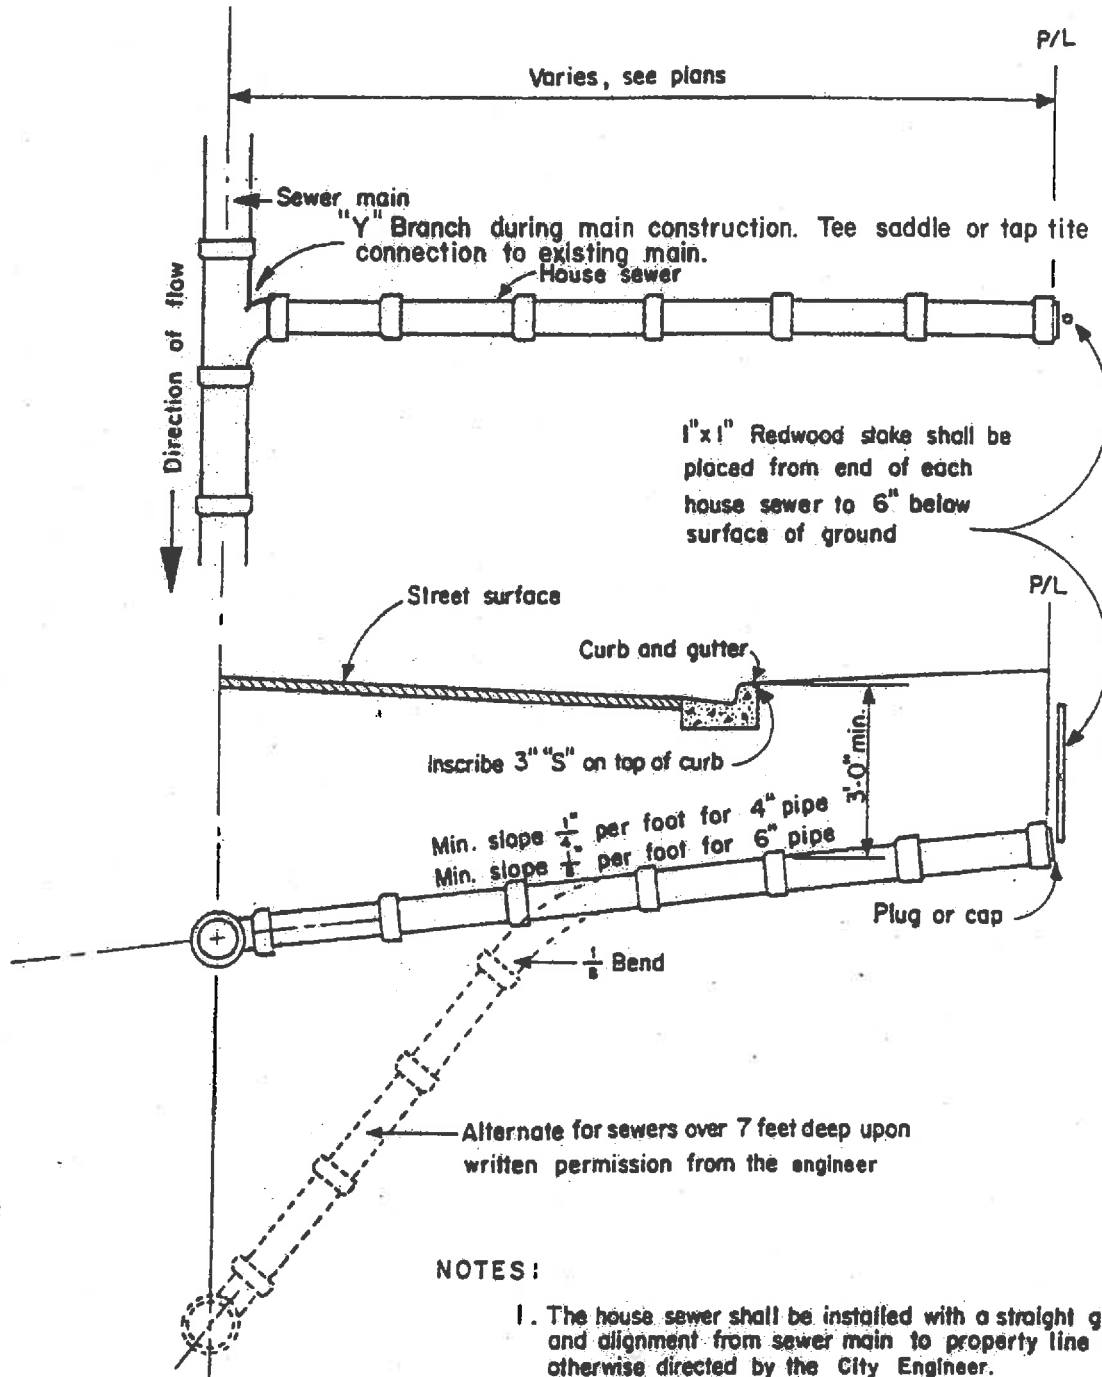 P/L
Varies, see plans
Sewer main
"Y" Branch during main construction. Tee saddle or tap tite
connection to existing main.
House sewer
Direction of flow
1"x1" Redwood stake shall be
placed from end of each
house sewer to 6" below
surface of ground
P/L
Street surface
Curb and gutter
Inscribe 3" "S" on top of curb
3'-0" min.
Min. slope 1/4" per foot for 4" pipe
Min. slope 1/8" per foot for 6" pipe
Plug or cap
1/8 Bend
Alternate for sewers over 7 feet deep upon
written permission from the engineer
NOTES:
1. The house sewer shall be installed with a straight g
and alignment from sewer main to property line
otherwise directed by the City Engineer.